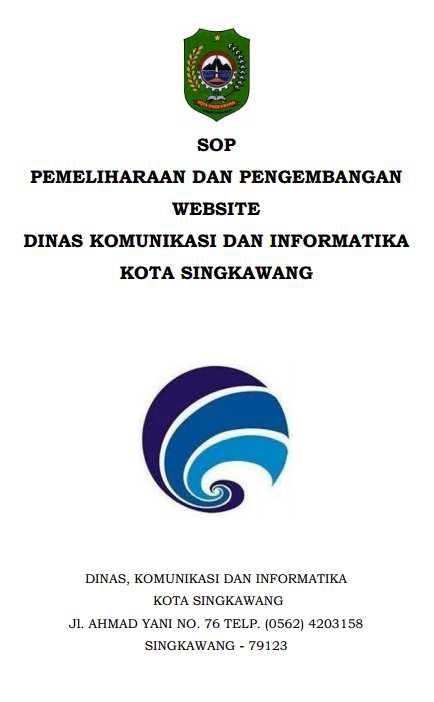 SOP
PEMELIHARAAN DAN PENGEMBANGAN
WEBSITE
DINAS KOMUNIKASI DAN INFORMATIKA
KOTA SINGKAWANG
DINAS, KOMUNIKASI DAN INFORMATIKA
KOTA SINGKAWANG
Jl. AHMAD YANI NO. 76 TELP. (0562) 4203158
SINGKAWANG - 79123